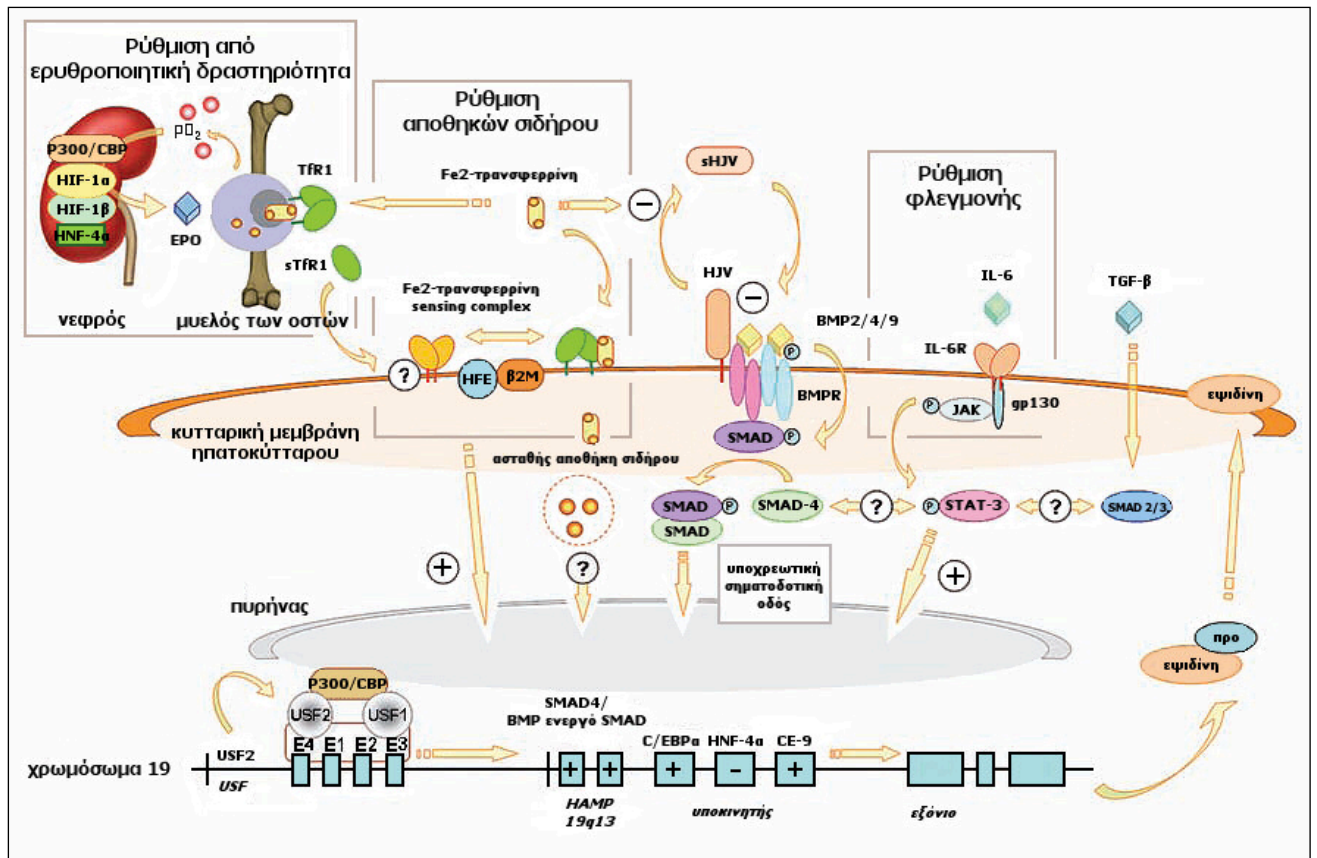 Ρύθμιση από
ερυθροποιητική δραστηριότητα
P300/CBP
pO2
HIF-1α
HIF-1β
HNF-4α
EPO
TfR1
sTfR1
νεφρός
μυελός των οστών
Ρύθμιση
αποθηκών σιδήρου
Fe2-τρανσφερρίνη
Fe2-τρανσφερρίνη
sensing complex
?
HFE
β2M
−
sHJV
HJV
−
BMP2/4/9
P
BMPR
SMAD
P
Ρύθμιση
φλεγμονής
IL-6
IL-6R
P
JAK
gp130
TGF-β
εψιδίνη
κυτταρική μεμβράνη
ηπατοκύτταρου
ασταθής αποθήκη σιδήρου
SMAD
P
SMAD
SMAD-4
?
P
STAT-3
?
SMAD 2/3
+
?
υποχρεωτική
σηματοδοτική
οδός
+
πυρήνας
προ
εψιδίνη
P300/CBP
USF2
USF1
E4 E1 E2 E3
SMAD4/
BMP ενεργό SMAD
C/EBPα HNF-4α CE-9
χρωμόσωμα 19
USF2
USF
+ + + − +
HAMP
19q13
υποκινητής
εξόνιο